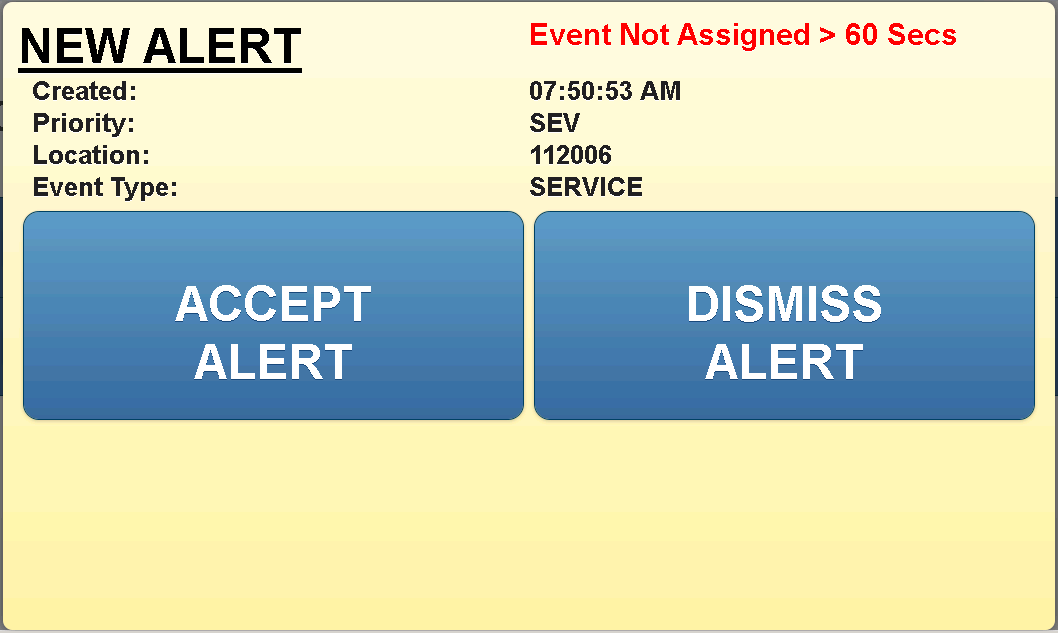 NEW ALERT
Event Not Assigned > 60 Secs
Created: 07:50:53 AM
Priority: SEV
Location: 112006
Event Type: SERVICE
ACCEPT
ALERT
DISMISS
ALERT